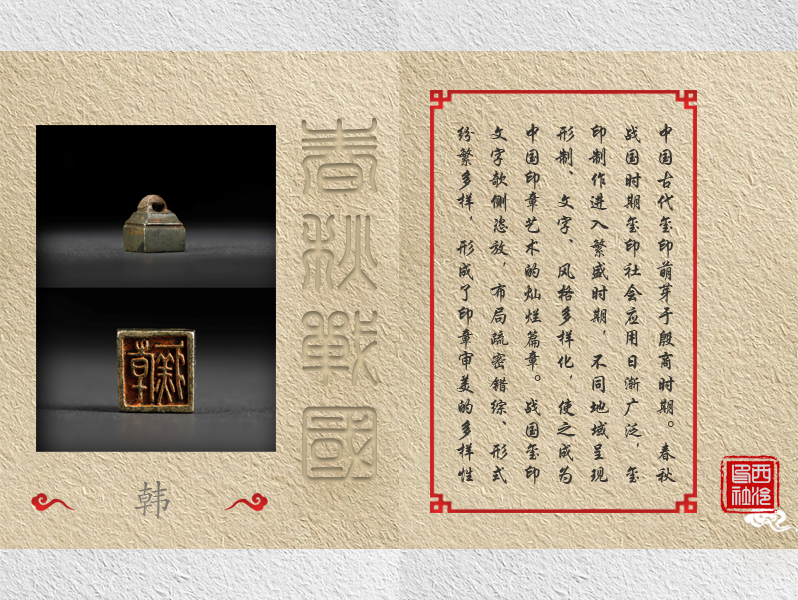 春秋戰國
韩
中国古代玺印萌芽于殷商时期。春秋
战国时期玺印社会应用日渐广泛，玺
印制作进入繁盛时期，不同地域呈现
形制、文字、风格多样化，使之成为
中国印章艺术的灿烂篇章。战国玺印
文字欹侧恣放，布局疏密错综、形式
纷繁多样，形成了印章审美的多样性
西泠
印社